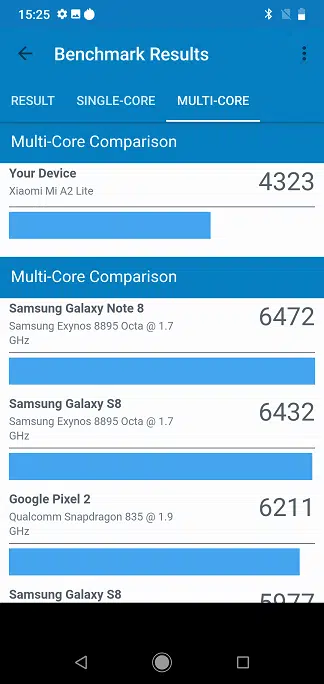 15:25
Benchmark Results
RESULT SINGLE-CORE MULTI-CORE
Multi-Core Comparison
Your Device
Xiaomi Mi A2 Lite
4323
Multi-Core Comparison
Samsung Galaxy Note 8
Samsung Exynos 8895 Octa @ 1.7
GHz
6472
Samsung Galaxy S8
Samsung Exynos 8895 Octa @ 1.7
GHz
6432
Google Pixel 2
Qualcomm Snapdragon 835 @ 1.9
GHz
6211
Samsung Galaxy S8
5977